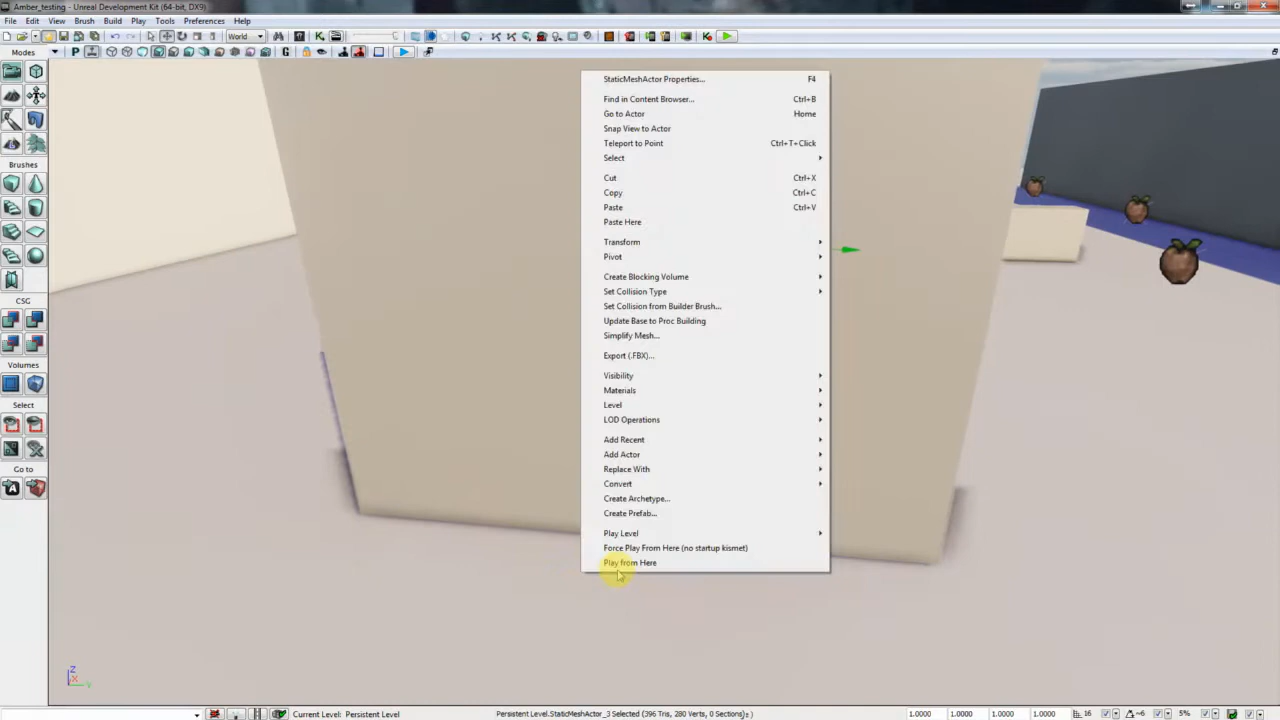 Amber_testing - Unreal Development Kit (64-bit, DX9)
File Edit View Brush Build Play Tools Preferences Help
World
Modes
P
G
Brushes
CSG
Volumes
Select
Go to
StaticMeshActor Properties... F4
Find in Content Browser... Ctrl+B
Go to Actor Home
Snap View to Actor
Teleport to Point Ctrl+T+Click
Select
Cut Ctrl+X
Copy Ctrl+C
Paste Ctrl+V
Paste Here
Transform
Pivot
Create Blocking Volume
Set Collision Type
Set Collision from Builder Brush...
Update Base to Proc Building
Simplify Mesh...
Export (.FBX)...
Visibility
Materials
Level
LOD Operations
Add Recent
Add Actor
Replace With
Convert
Create Archetype...
Create Prefab...
Play Level
Force Play From Here (no startup kismet)
Play from Here
Z
X
Y
Current Level: Persistent Level
Persistent Level.StaticMeshActor_3 Selected (396 Tris, 280 Verts, 0 Sections)
1.0000 1.0000 1.0000 1.0000 16 ~6 5%